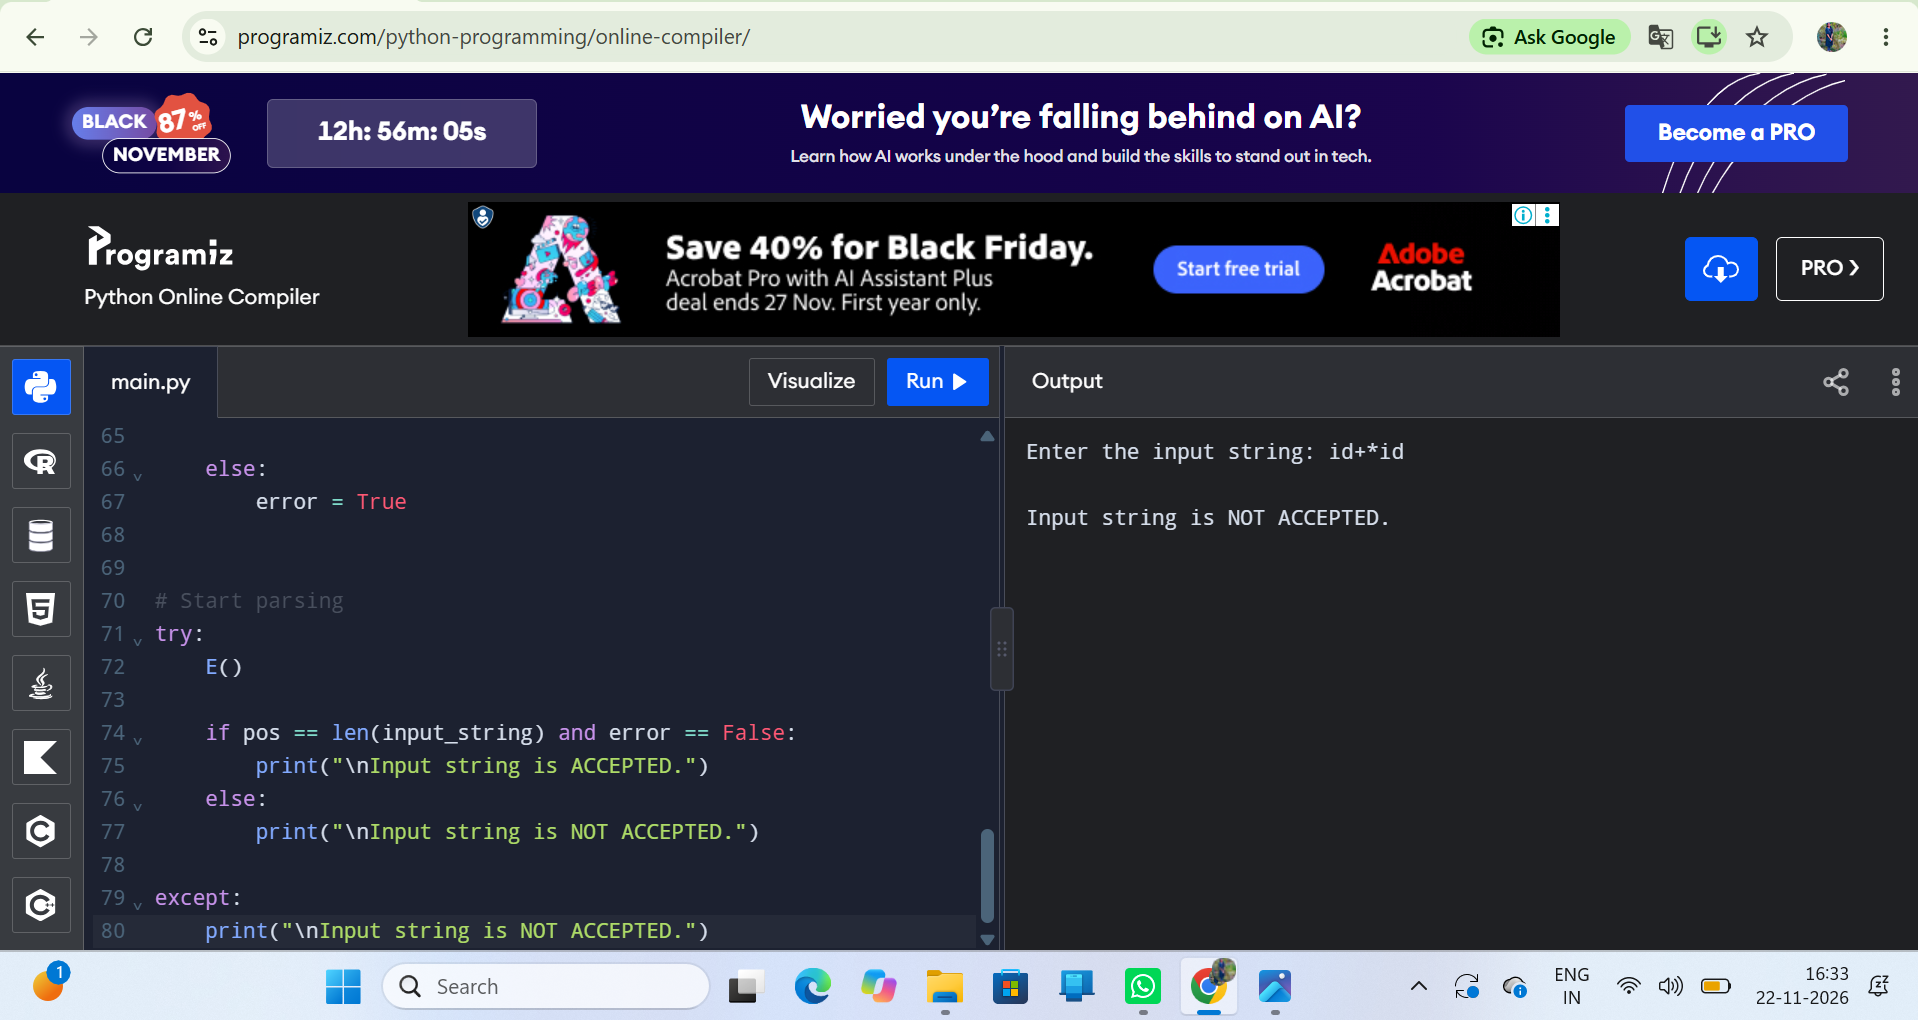 programiz.com/python-programming/online-compiler/
Ask Google
BLACK 87% OFF
NOVEMBER
12h: 56m: 05s
Worried you’re falling behind on AI?
Learn how AI works under the hood and build the skills to stand out in tech.
Become a PRO
Programiz
Python Online Compiler
Save 40% for Black Friday.
Acrobat Pro with AI Assistant Plus
deal ends 27 Nov. First year only.
Start free trial
Adobe
Acrobat
PRO
main.py
Visualize
Run
Output
65
66 else:
67 error = True
68
69
70 # Start parsing
71 try:
72 E()
73
74 if pos == len(input_string) and error == False:
75 print("\nInput string is ACCEPTED.")
76 else:
77 print("\nInput string is NOT ACCEPTED.")
78
79 except:
80 print("\nInput string is NOT ACCEPTED.")
Enter the input string: id+*id
Input string is NOT ACCEPTED.
1
Search
ENG
IN
16:33
22-11-2026